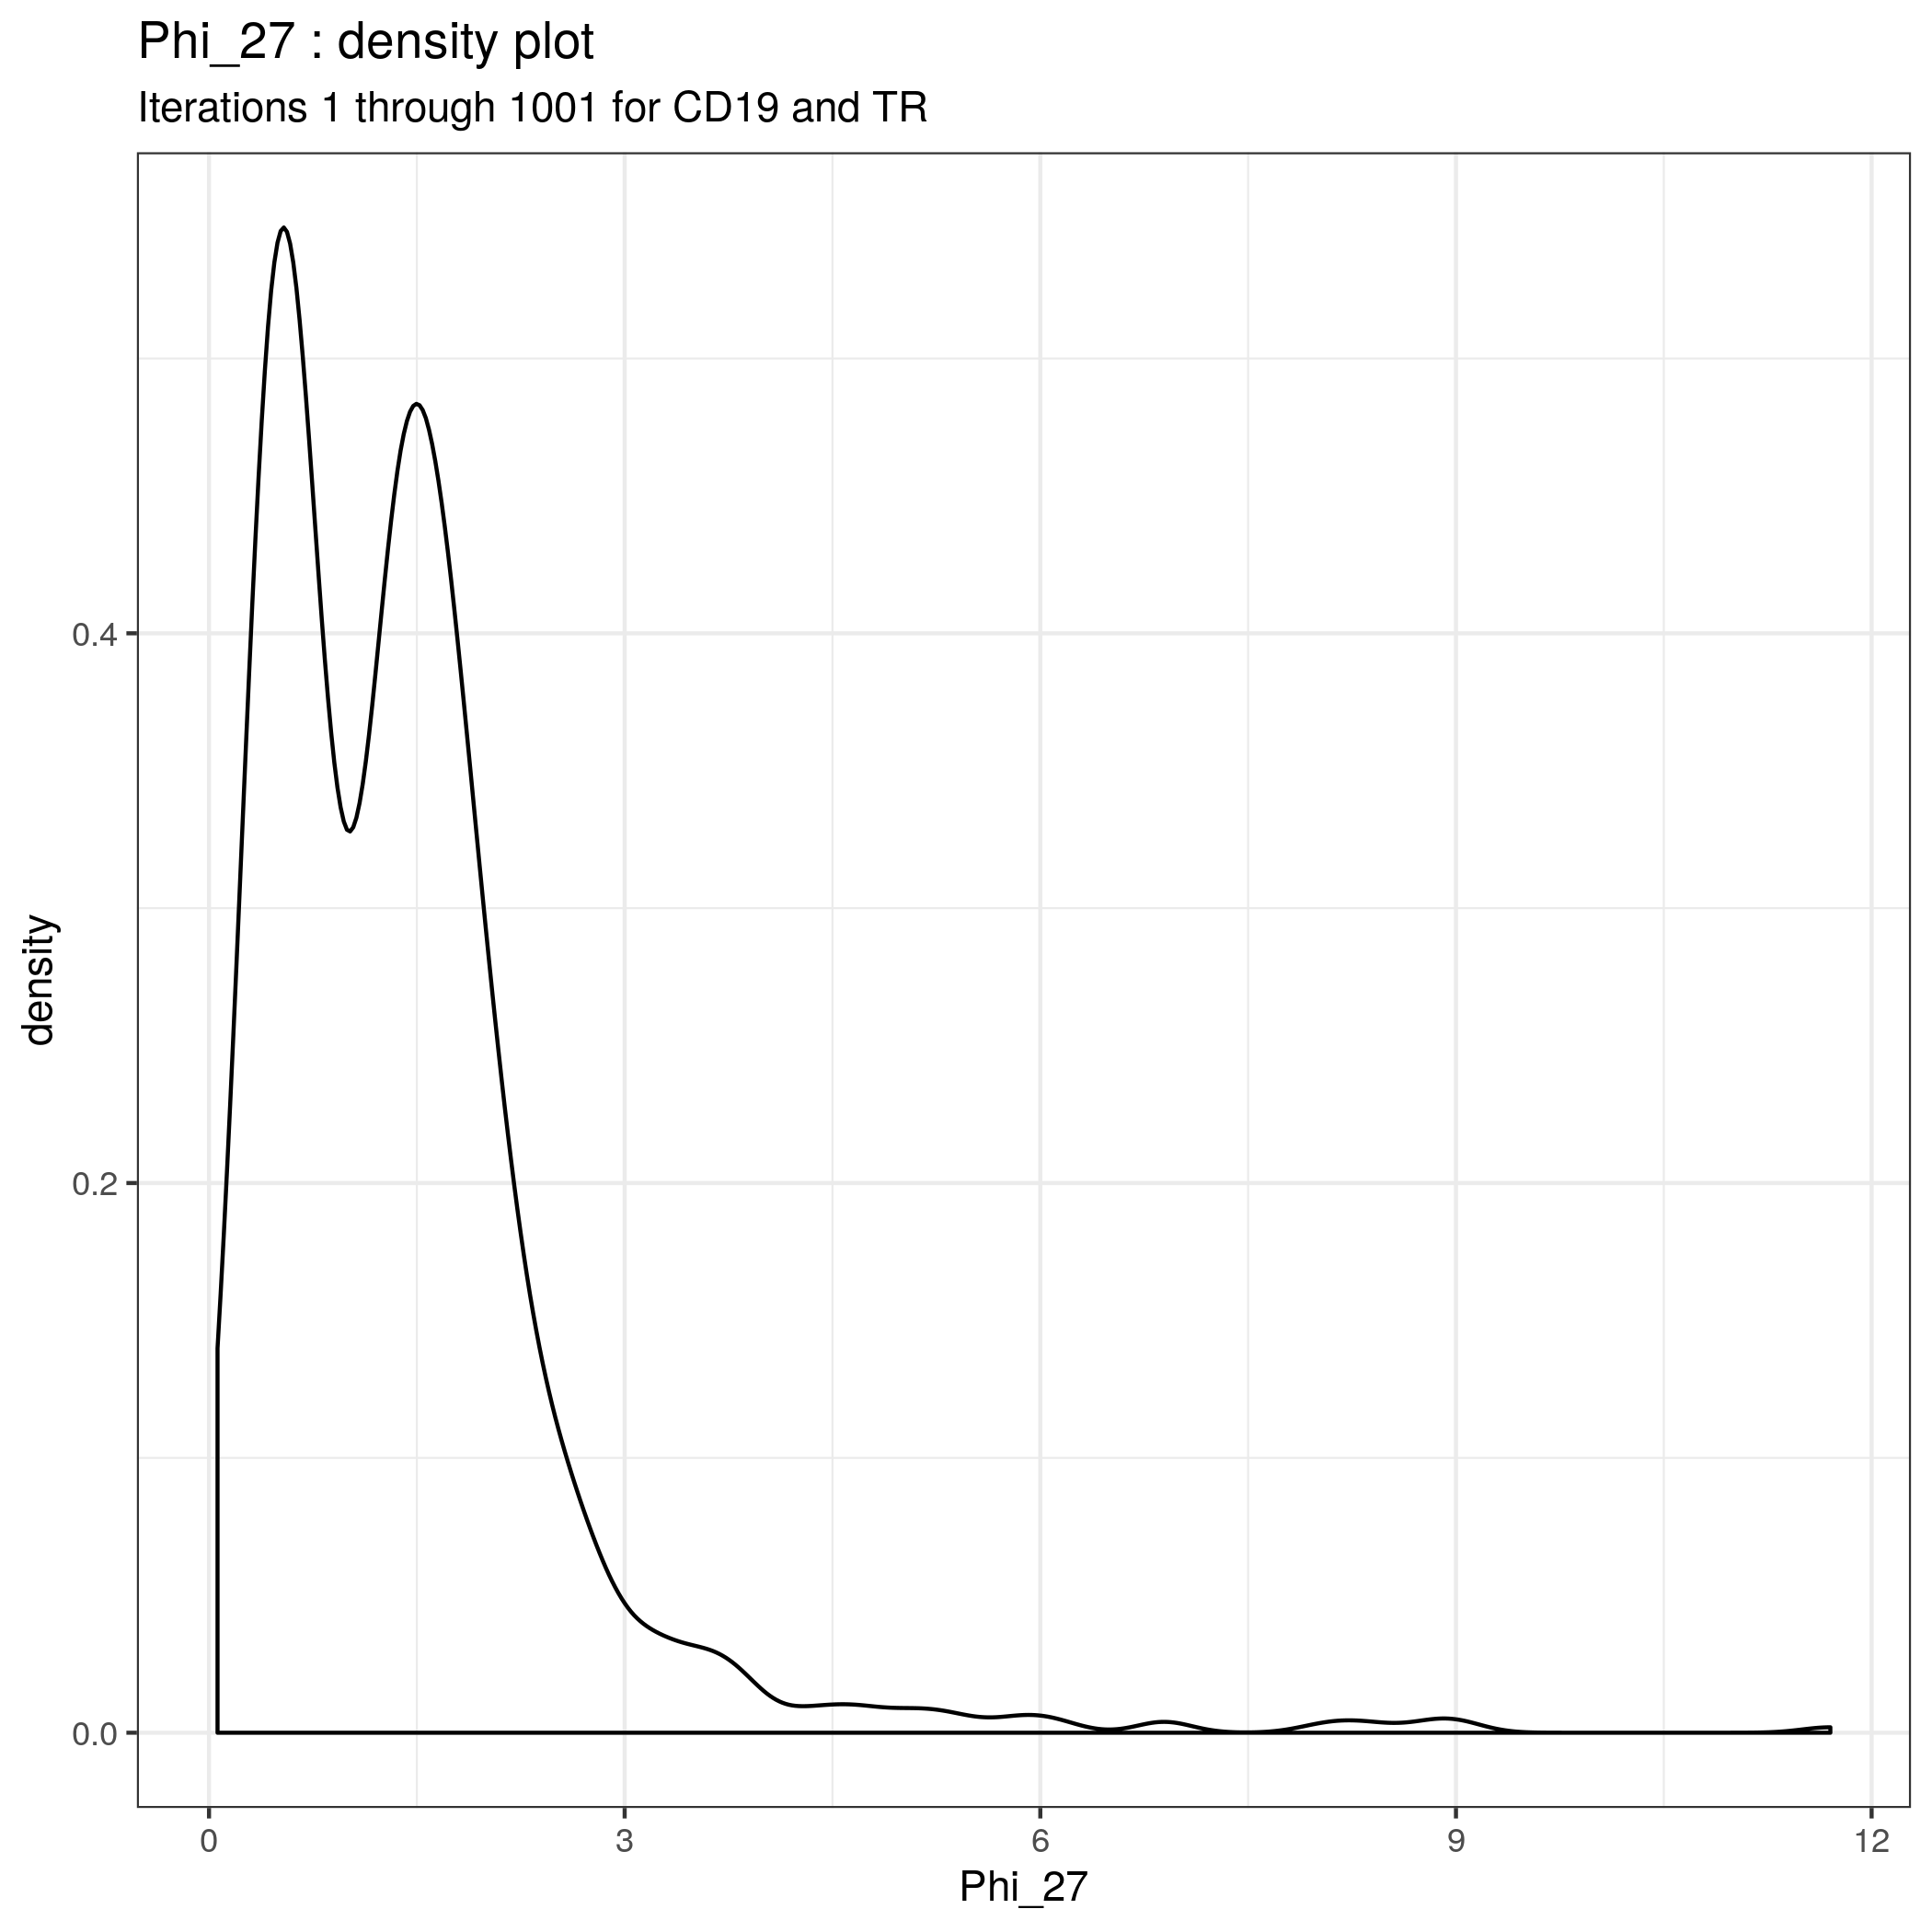 Phi_27 : density plot
Iterations 1 through 1001 for CD19 and TR
density
0.4
0.2
0.0
0 3 6 9 12
Phi_27